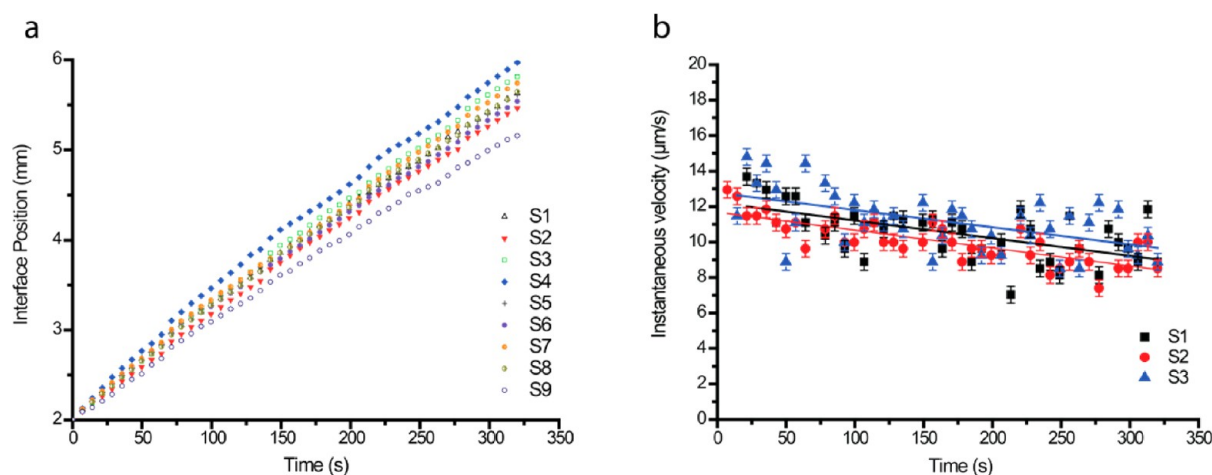 a
Interface Position (mm)
6
5
4
3
2
0
50
100
150
200
250
300
350
Time (s)
S1
S2
S3
S4
S5
S6
S7
S8
S9
b
Instantaneous velocity (µm/s)
20
18
16
14
12
10
8
6
4
2
0
0
50
100
150
200
250
300
350
Time (s)
S1
S2
S3